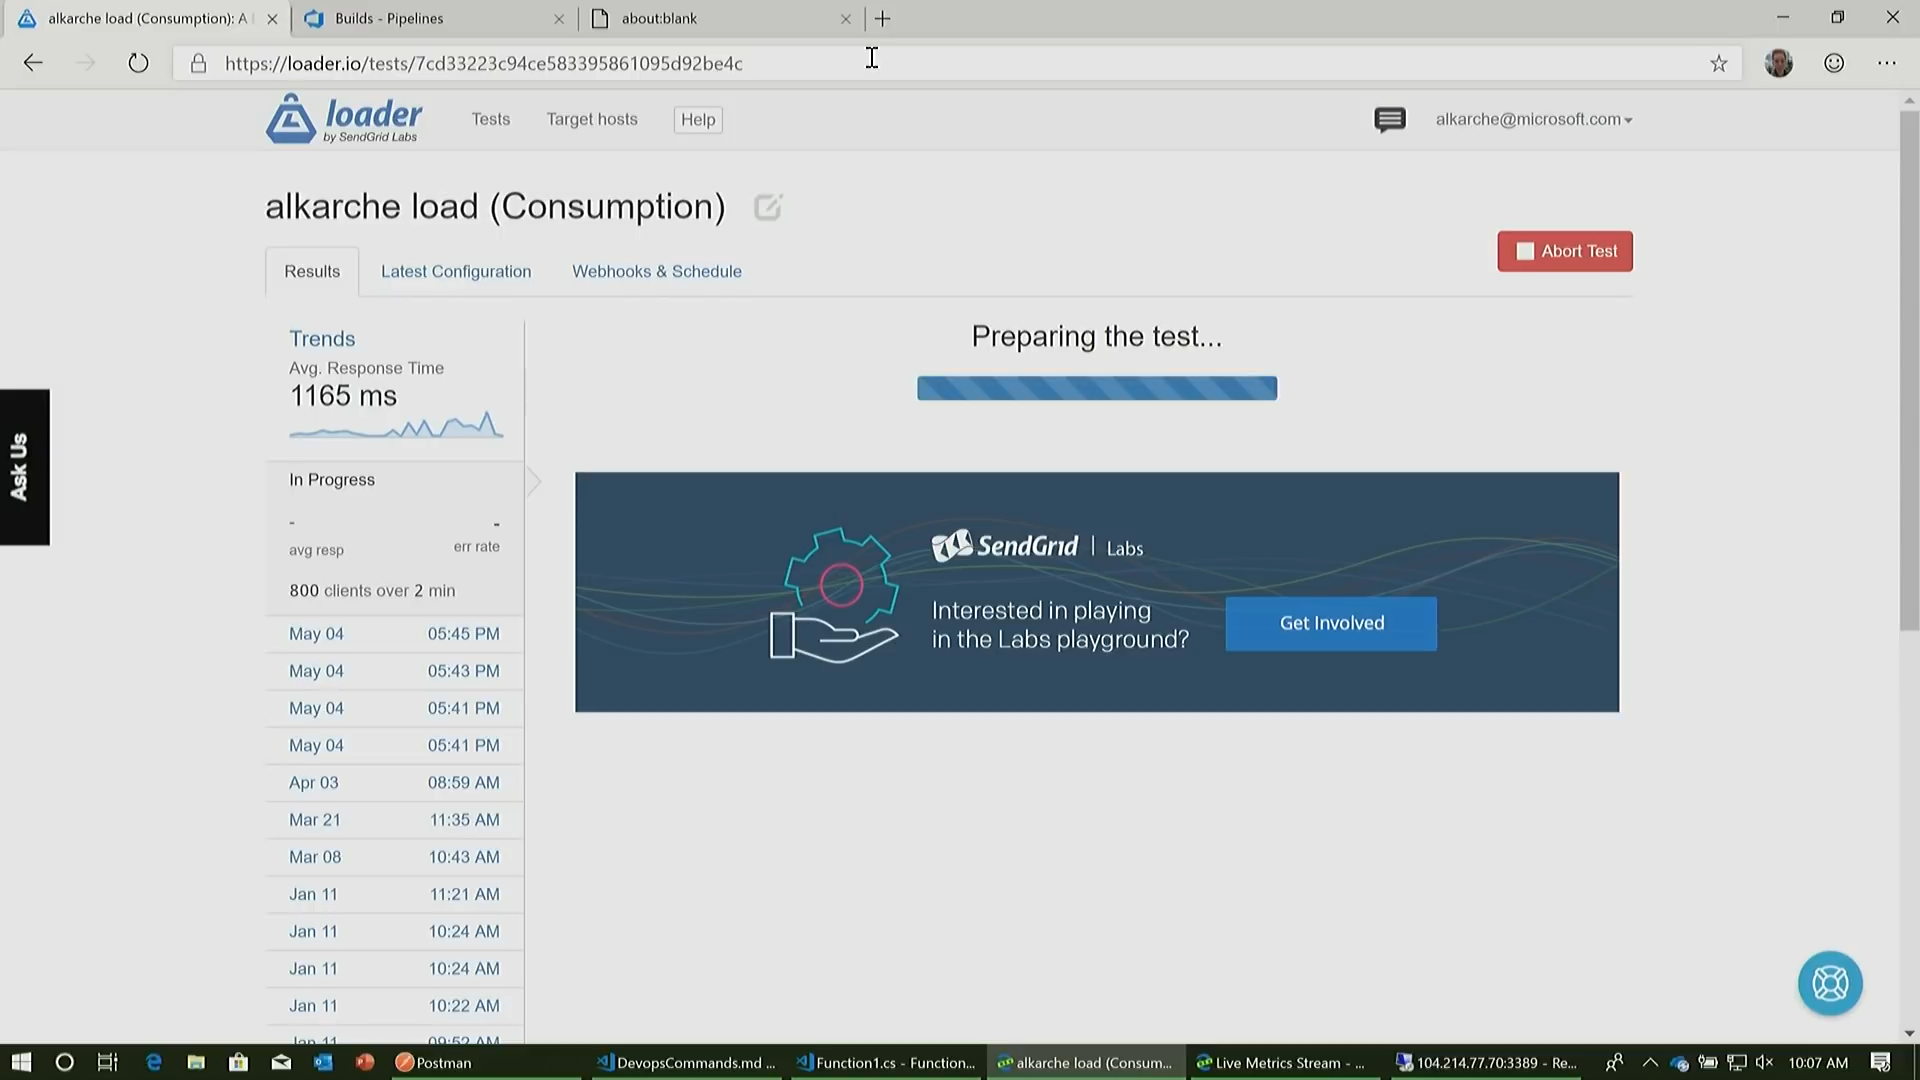 alkarche load (Consumption): A
Builds - Pipelines
about:blank
https://loader.io/tests/7cd33223c94ce583395861095d92be4c
loader
by SendGrid Labs
Tests
Target hosts
Help
alkarche@microsoft.com
alkarche load (Consumption)
Abort Test
Results
Latest Configuration
Webhooks & Schedule
Trends
Avg. Response Time
1165 ms
Preparing the test...
Ask Us
In Progress
- -
avg resp err rate
800 clients over 2 min
SendGrid | Labs
Interested in playing
in the Labs playground?
Get Involved
May 04 05:45 PM
May 04 05:43 PM
May 04 05:41 PM
May 04 05:41 PM
Apr 03 08:59 AM
Mar 21 11:35 AM
Mar 08 10:43 AM
Jan 11 11:21 AM
Jan 11 10:24 AM
Jan 11 10:24 AM
Jan 11 10:22 AM
Jan 11 09:52 AM
Postman
DevopsCommands.md ...
Function1.cs - Function...
alkarche load (Consum...
Live Metrics Stream - ...
104.214.77.70:3389 - Re...
10:07 AM